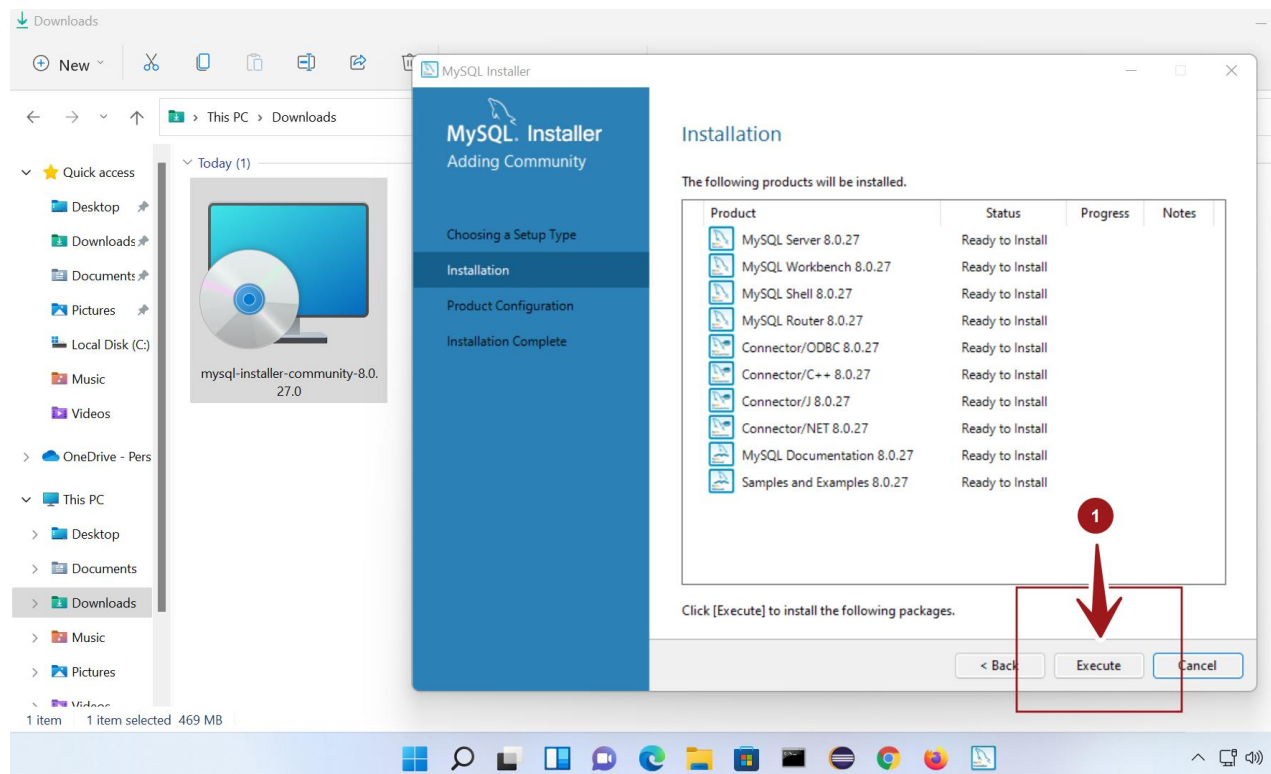 Downloads
New
This PC > Downloads
Quick access
Desktop
Downloads
Documents
Pictures
Local Disk (C:)
Music
Videos
OneDrive - Pers
This PC
Desktop
Documents
Downloads
Music
Pictures
Videos
1 item 1 item selected 469 MB
Today (1)
mysql-installer-community-8.0.
27.0
MySQL Installer
MySQL. Installer
Adding Community
Choosing a Setup Type
Installation
Product Configuration
Installation Complete
Installation
The following products will be installed.
Product Status Progress Notes
MySQL Server 8.0.27 Ready to Install
MySQL Workbench 8.0.27 Ready to Install
MySQL Shell 8.0.27 Ready to Install
MySQL Router 8.0.27 Ready to Install
Connector/ODBC 8.0.27 Ready to Install
Connector/C++ 8.0.27 Ready to Install
Connector/J 8.0.27 Ready to Install
Connector/NET 8.0.27 Ready to Install
MySQL Documentation 8.0.27 Ready to Install
Samples and Examples 8.0.27 Ready to Install
1
Click [Execute] to install the following packages.
< Back Execute Cancel